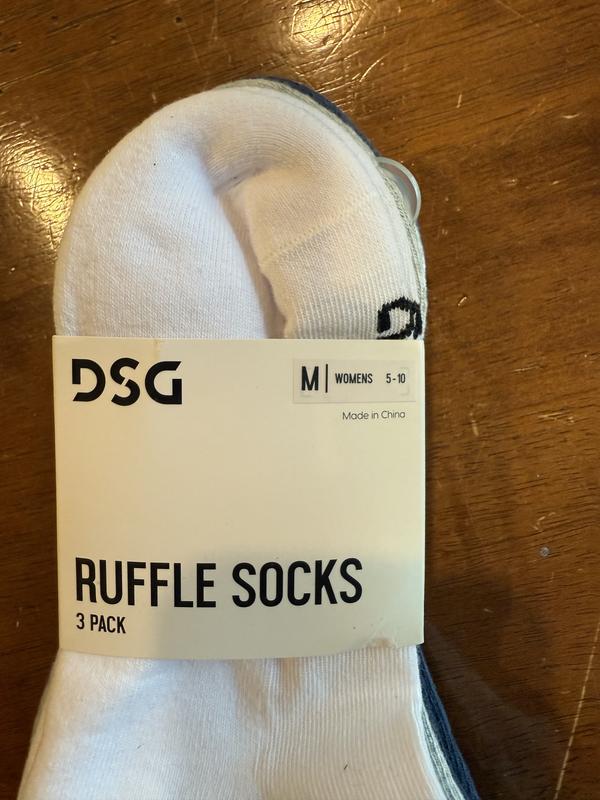 DSG
M | WOMENS 5-10
Made in China
RUFFLE SOCKS
3 PACK